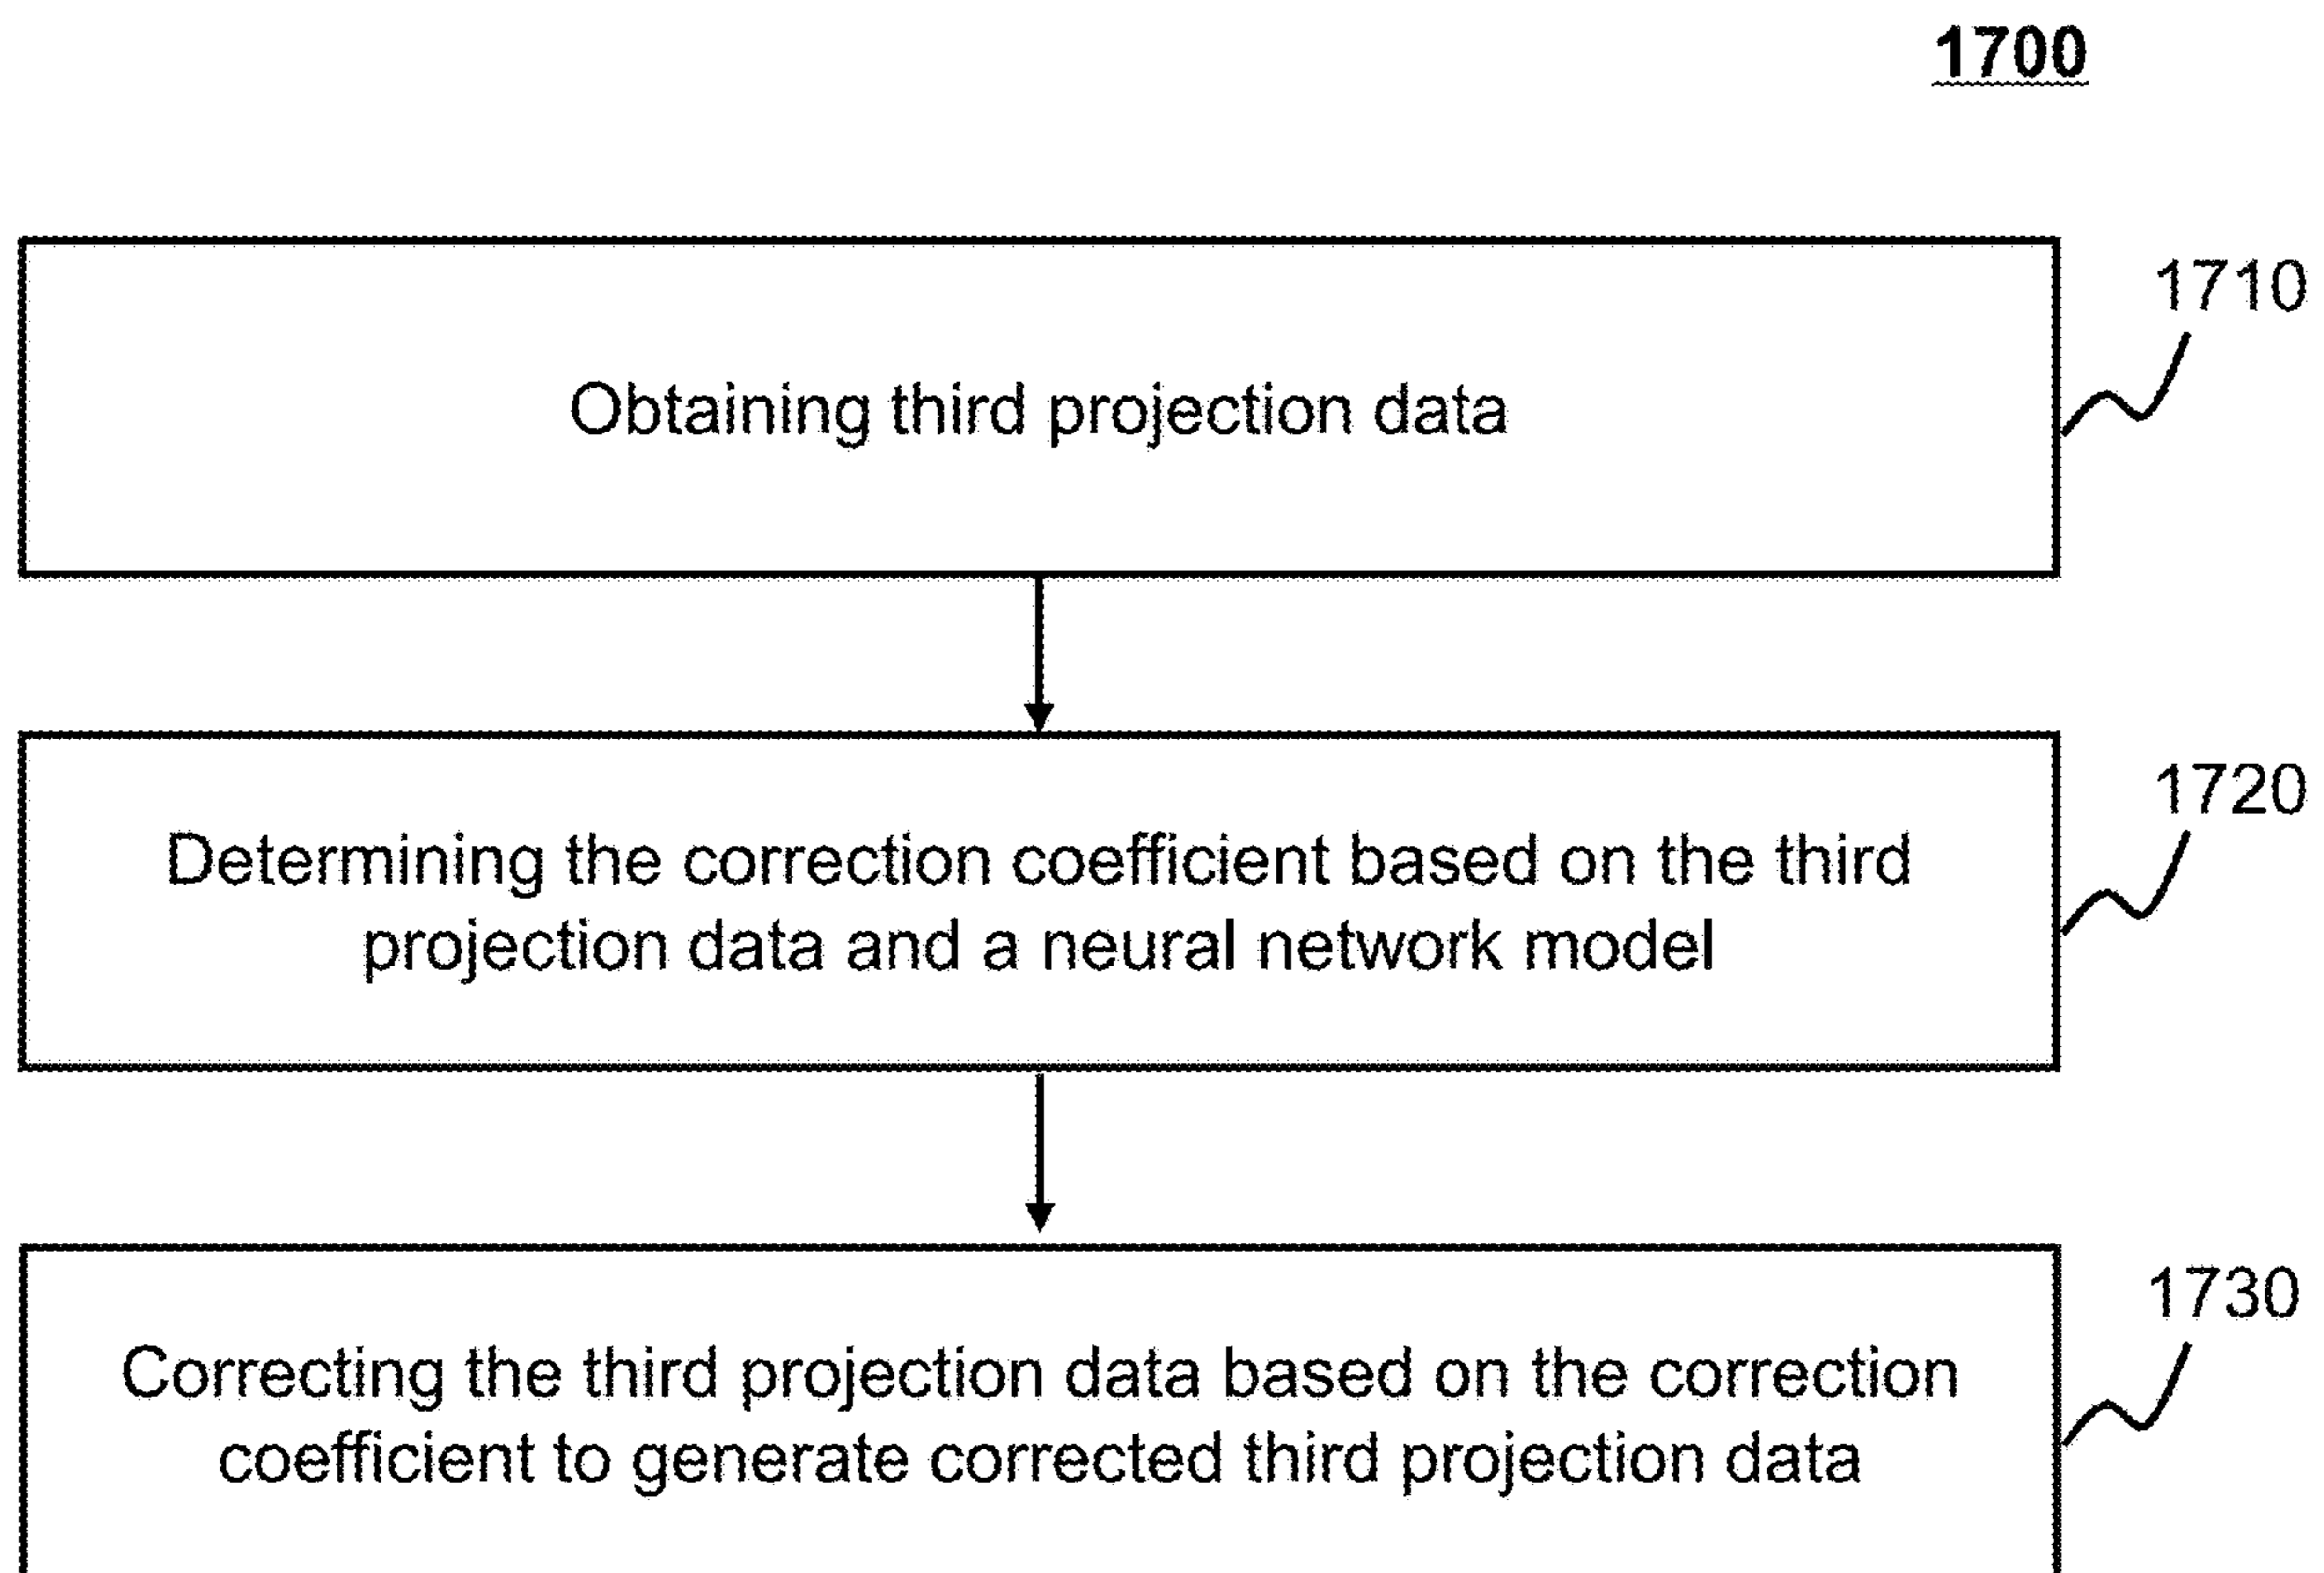 1700
1710
Obtaining third projection data
1720
Determining the correction coefficient based on the third
projection data and a neural network model
1730
Correcting the third projection data based on the correction
coefficient to generate corrected third projection data